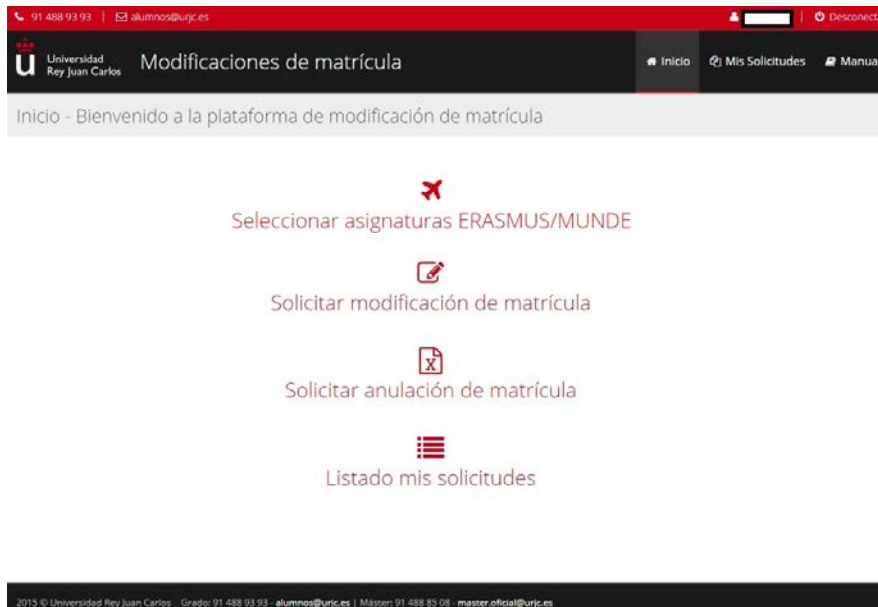 91 488 93 93 | alumnos@urjc.es
Universidad
Rey Juan Carlos
Modificaciones de matrícula
Inicio
Mis Solicitudes
Inicio - Bienvenido a la plataforma de modificación de matrícula
Seleccionar asignaturas ERASMUS/MUNDE
Solicitar modificación de matrícula
Solicitar anulación de matrícula
Listado mis solicitudes
2015 © Universidad Rey Juan Carlos Grado: 91 488 93 93 - alumnos@urjc.es | Máster: 91 488 85 08 - master.oficial@urjc.es